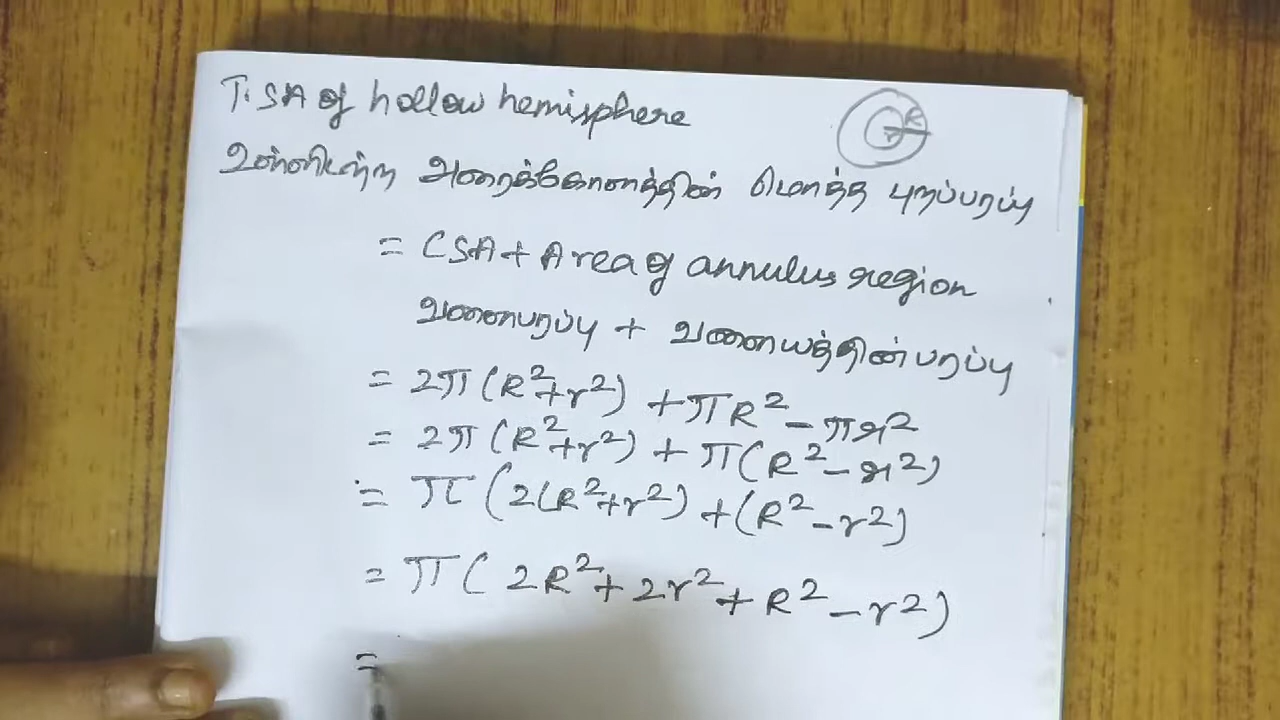 T.SA of hollow hemisphere
உள்ளீடற்ற அரைக்கோளத்தின் மொத்த புறப்பரப்பு
= CSA + Area of annulus region
வளைபரப்பு + வளையத்தின் பரப்பு
= 2π (R²+r²) + πR² - πr²
= 2π (R²+r²) + π(R² - r²)
= π (2(R²+r²) + (R² - r²)
= π ( 2R² + 2r² + R² - r²)
=
R
r